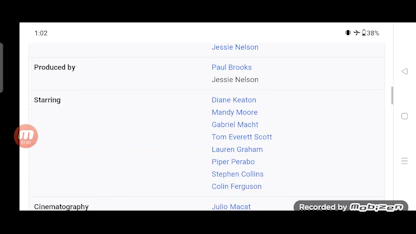 1:02
38%
Jessie Nelson
Produced by
Paul Brooks
Jessie Nelson
Starring
Diane Keaton
Mandy Moore
Gabriel Macht
Tom Everett Scott
Lauren Graham
Piper Perabo
Stephen Collins
Colin Ferguson
Cinematography
Julio Macat
Recorded by Mobizen